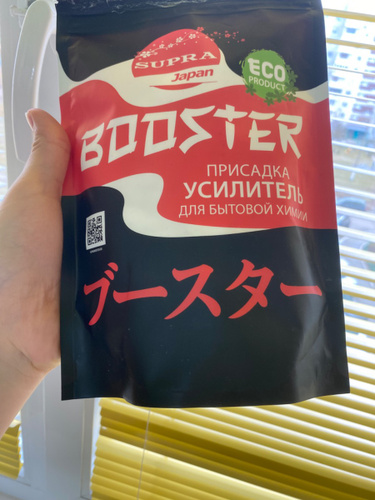 SUPRA
Japan
ECO
PRODUCT
BOOSTER
ПРИСАДКА
УСИЛИТЕЛЬ
ДЛЯ БЫТОВОЙ ХИМИИ
ブースター